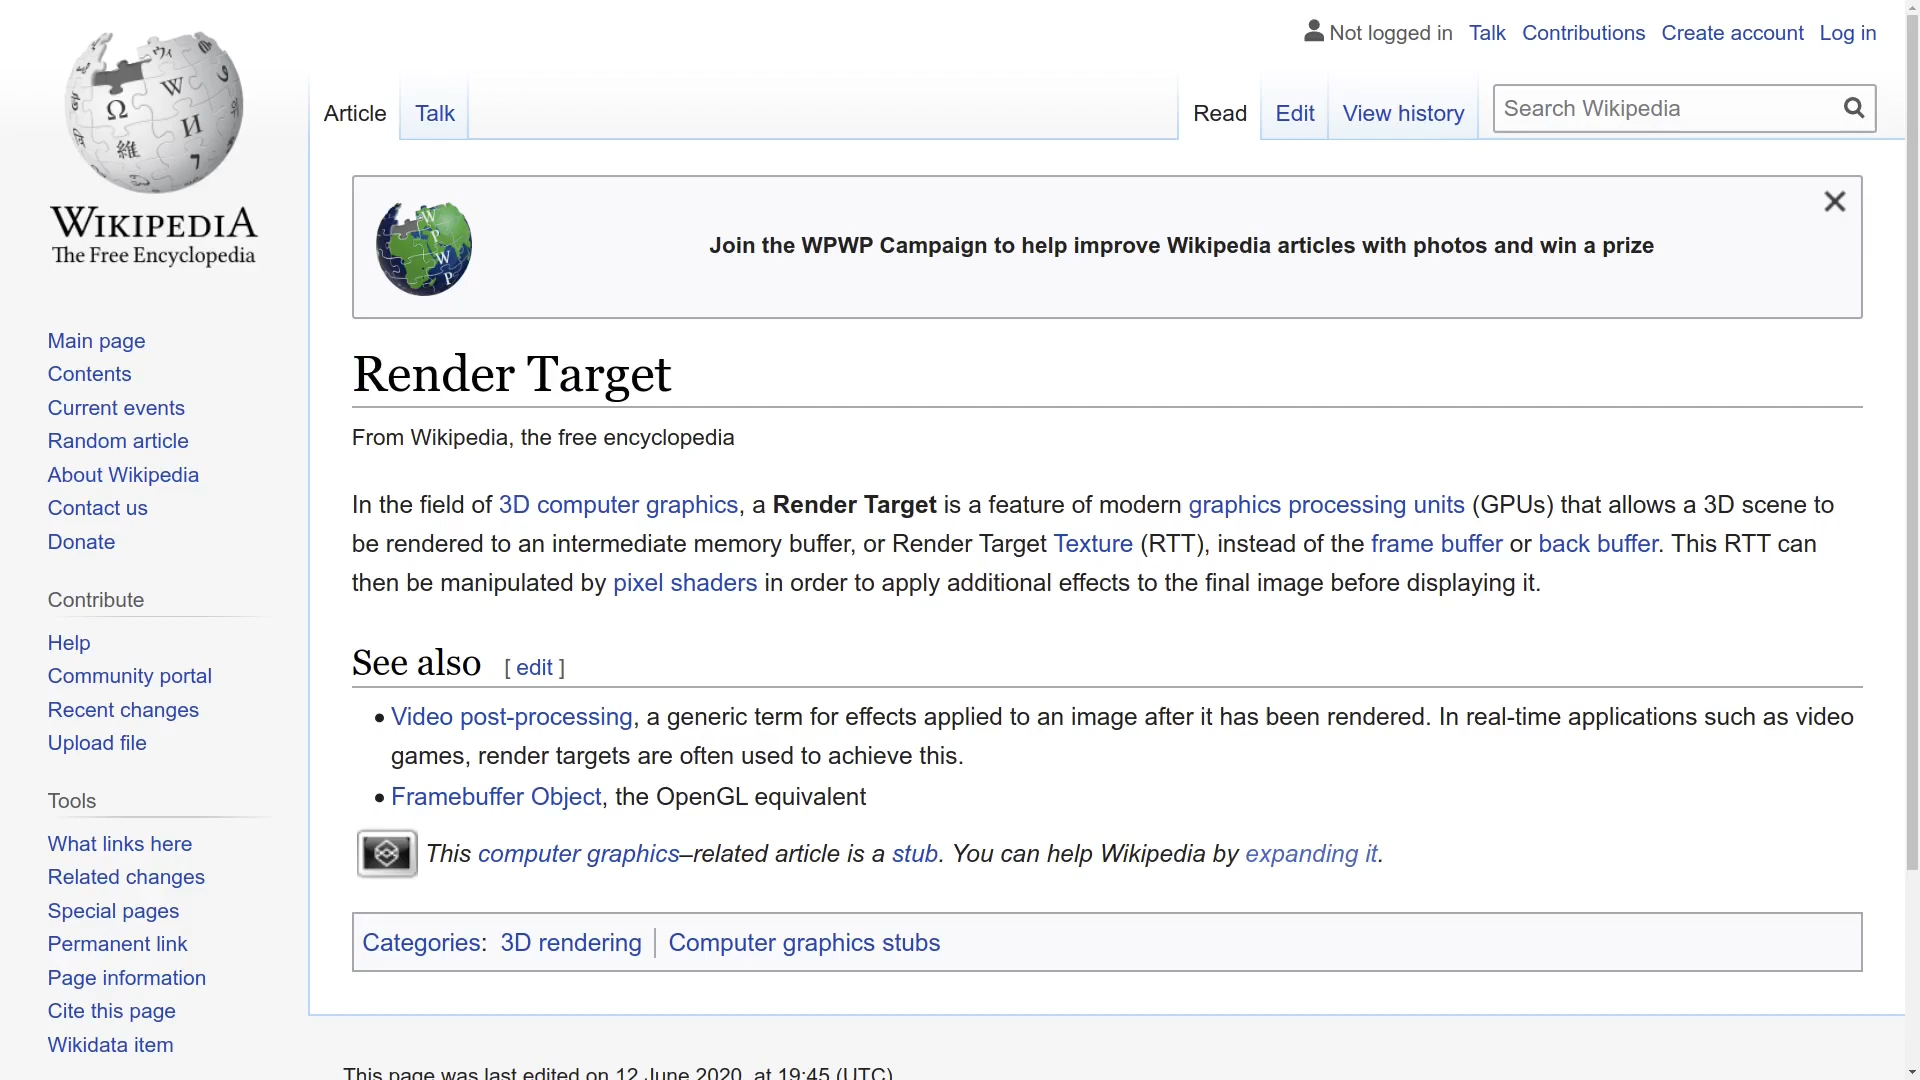 Not logged in Talk Contributions Create account Log in
Article Talk Read Edit View history Search Wikipedia
WIKIPEDIA
The Free Encyclopedia
Main page
Contents
Current events
Random article
About Wikipedia
Contact us
Donate
Contribute
Help
Community portal
Recent changes
Upload file
Tools
What links here
Related changes
Special pages
Permanent link
Page information
Cite this page
Wikidata item
Join the WPWP Campaign to help improve Wikipedia articles with photos and win a prize
Render Target
From Wikipedia, the free encyclopedia
In the field of 3D computer graphics, a Render Target is a feature of modern graphics processing units (GPUs) that allows a 3D scene to
be rendered to an intermediate memory buffer, or Render Target Texture (RTT), instead of the frame buffer or back buffer. This RTT can
then be manipulated by pixel shaders in order to apply additional effects to the final image before displaying it.
See also [ edit ]
• Video post-processing, a generic term for effects applied to an image after it has been rendered. In real-time applications such as video
games, render targets are often used to achieve this.
• Framebuffer Object, the OpenGL equivalent
This computer graphics–related article is a stub. You can help Wikipedia by expanding it.
Categories: 3D rendering | Computer graphics stubs
This page was last edited on 12 June 2020, at 19:45 (UTC)